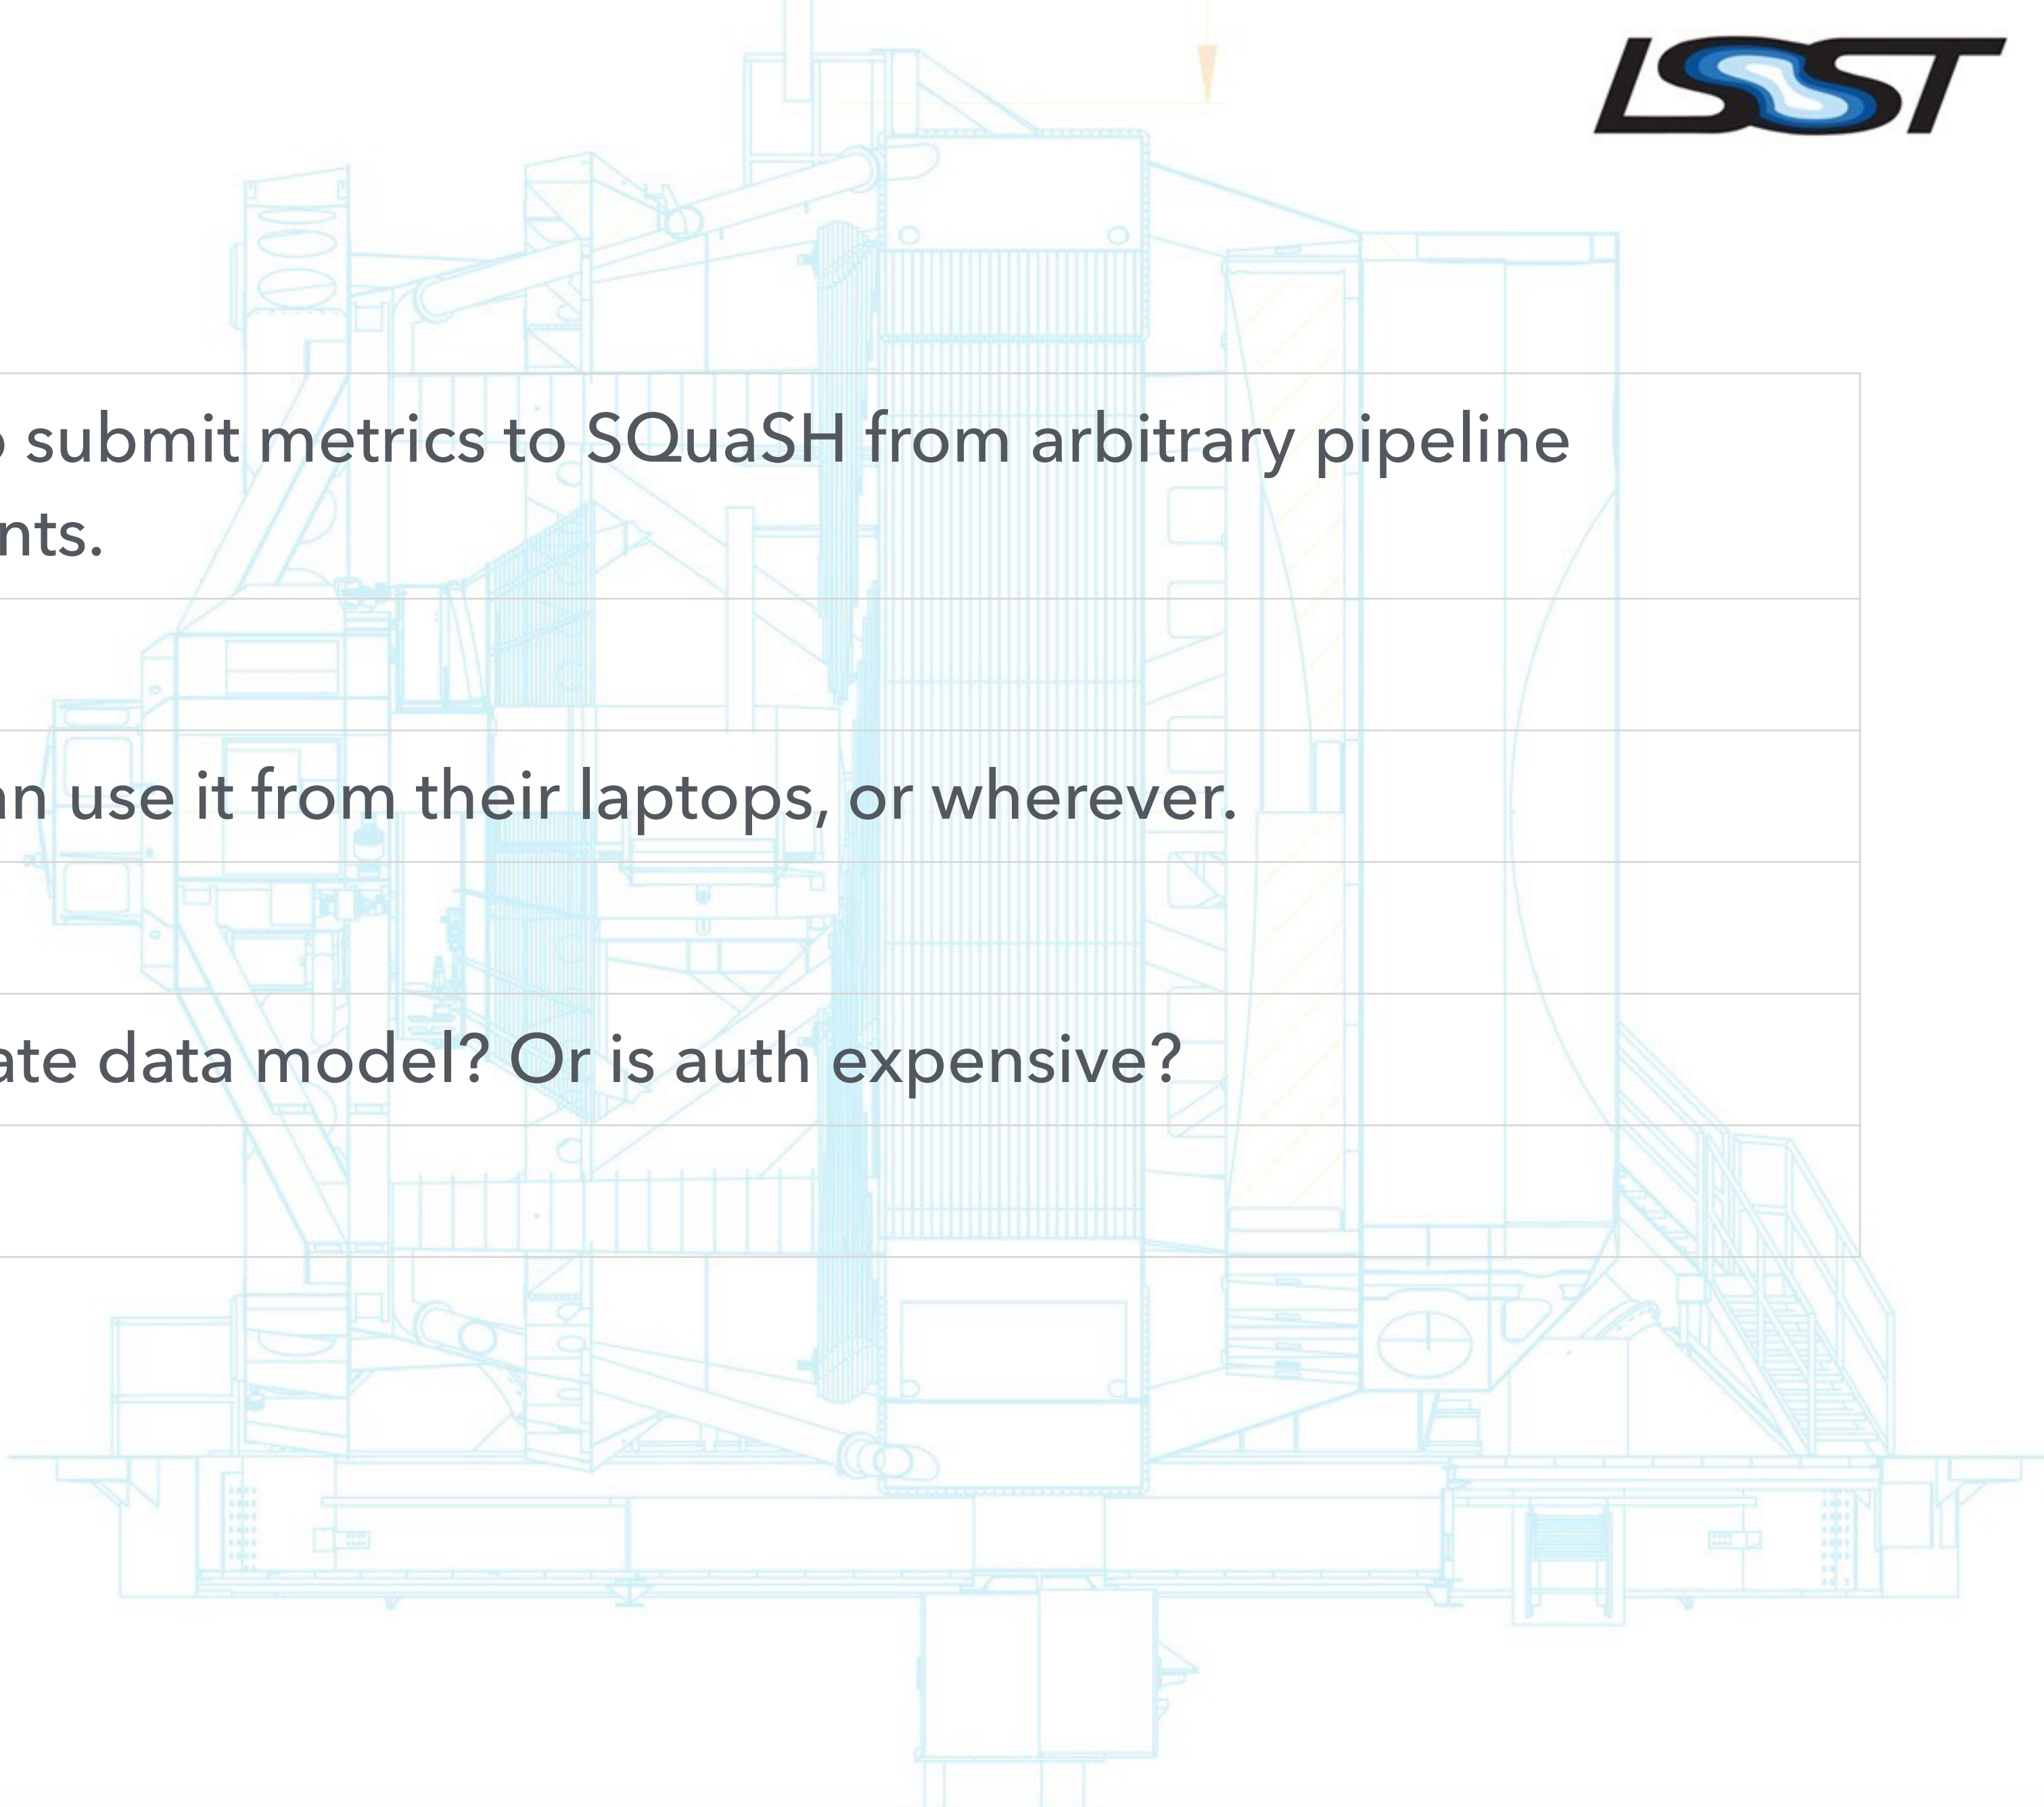 LSST
submit metrics to SQuaSH from arbitrary pipeline
nts.
use it from their laptops, or wherever.
ate data model? Or is auth expensive?